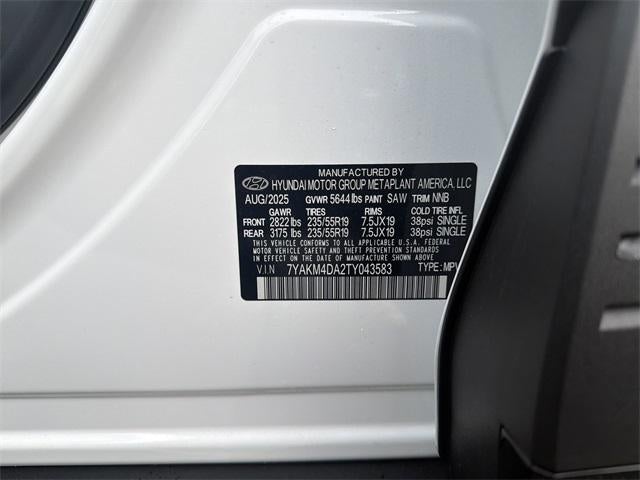 MANUFACTURED BY
HYUNDAI MOTOR GROUP METAPLANT AMERICA, LLC
AUG/2025 GVWR 5644 lbs PAINT SAW TRIM NNB
GAWR TIRES RIMS COLD TIRE INFL
FRONT 2822 lbs 235/55R19 7.5JX19 38psi SINGLE
REAR 3175 lbs 235/55R19 7.5JX19 38psi SINGLE
THIS VEHICLE CONFORMS TO ALL APPLICABLE U.S.A. FEDERAL
MOTOR VEHICLE SAFETY, BUMPER, AND THEFT PREVENTION
STANDARDS IN EFFECT ON THE DATE OF MANUFACTURE SHOWN ABOVE.
V.I.N 7YAKM4DA2TY043583 TYPE: MPV